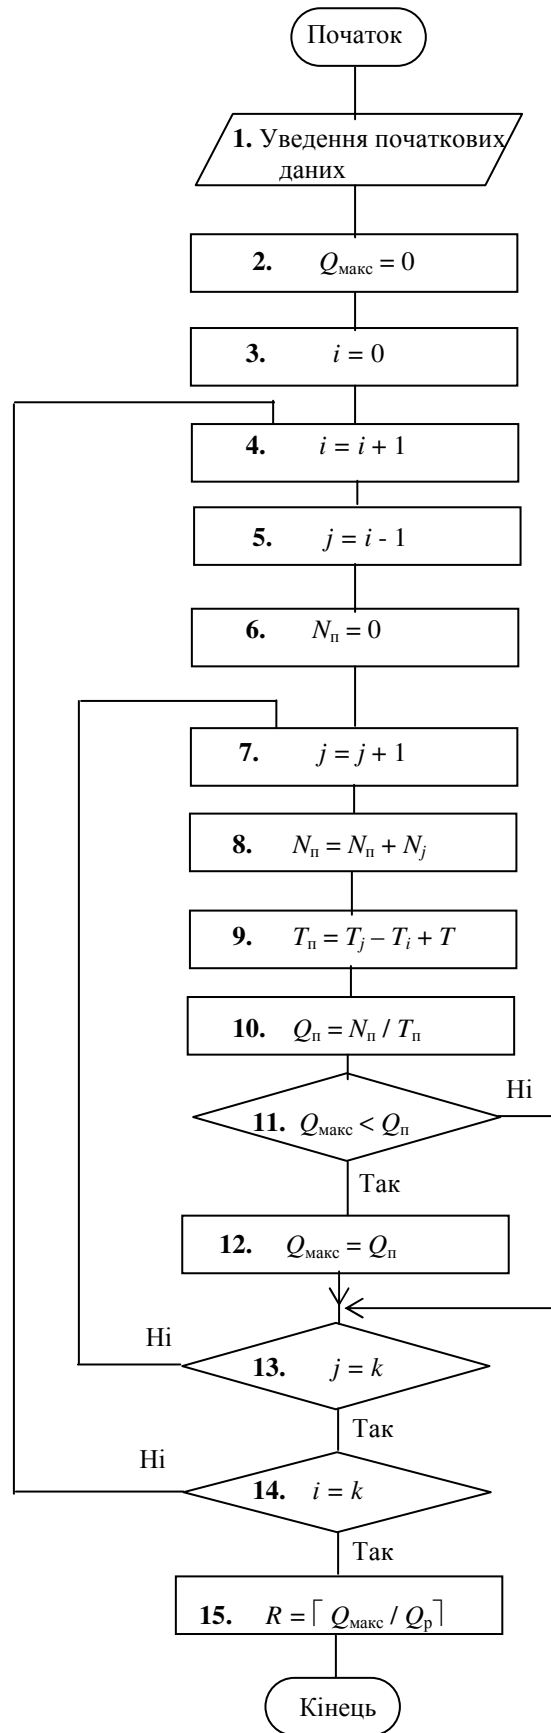 Початок
1. Уведення початкових
даних
2. Qмакс = 0
3. i = 0
4. i = i + 1
5. j = i - 1
6. Nп = 0
7. j = j + 1
8. Nп = Nп + Nj
9. Tп = Tj – Ti + T
10. Qп = Nп / Tп
Ні
11. Qмакс < Qп
Так
12. Qмакс = Qп
Ні
13. j = k
Так
Ні
14. i = k
Так
15. R = ⌈ Qмакс / Qр⌉
Кінець